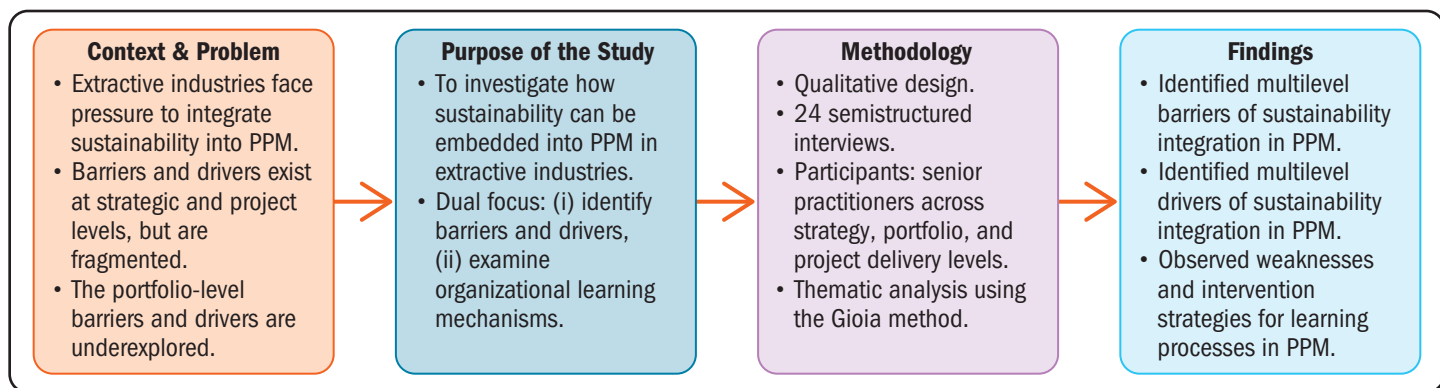 Context & Problem
• Extractive industries face
pressure to integrate
sustainability into PPM.
• Barriers and drivers exist
at strategic and project
levels, but are
fragmented.
• The portfolio-level
barriers and drivers are
underexplored.
Purpose of the Study
• To investigate how
sustainability can be
embedded into PPM in
extractive industries.
• Dual focus: (i) identify
barriers and drivers,
(ii) examine
organizational learning
mechanisms.
Methodology
• Qualitative design.
• 24 semistructured
interviews.
• Participants: senior
practitioners across
strategy, portfolio, and
project delivery levels.
• Thematic analysis using
the Gioia method.
Findings
• Identified multilevel
barriers of sustainability
integration in PPM.
• Identified multilevel
drivers of sustainability
integration in PPM.
• Observed weaknesses
and intervention
strategies for learning
processes in PPM.